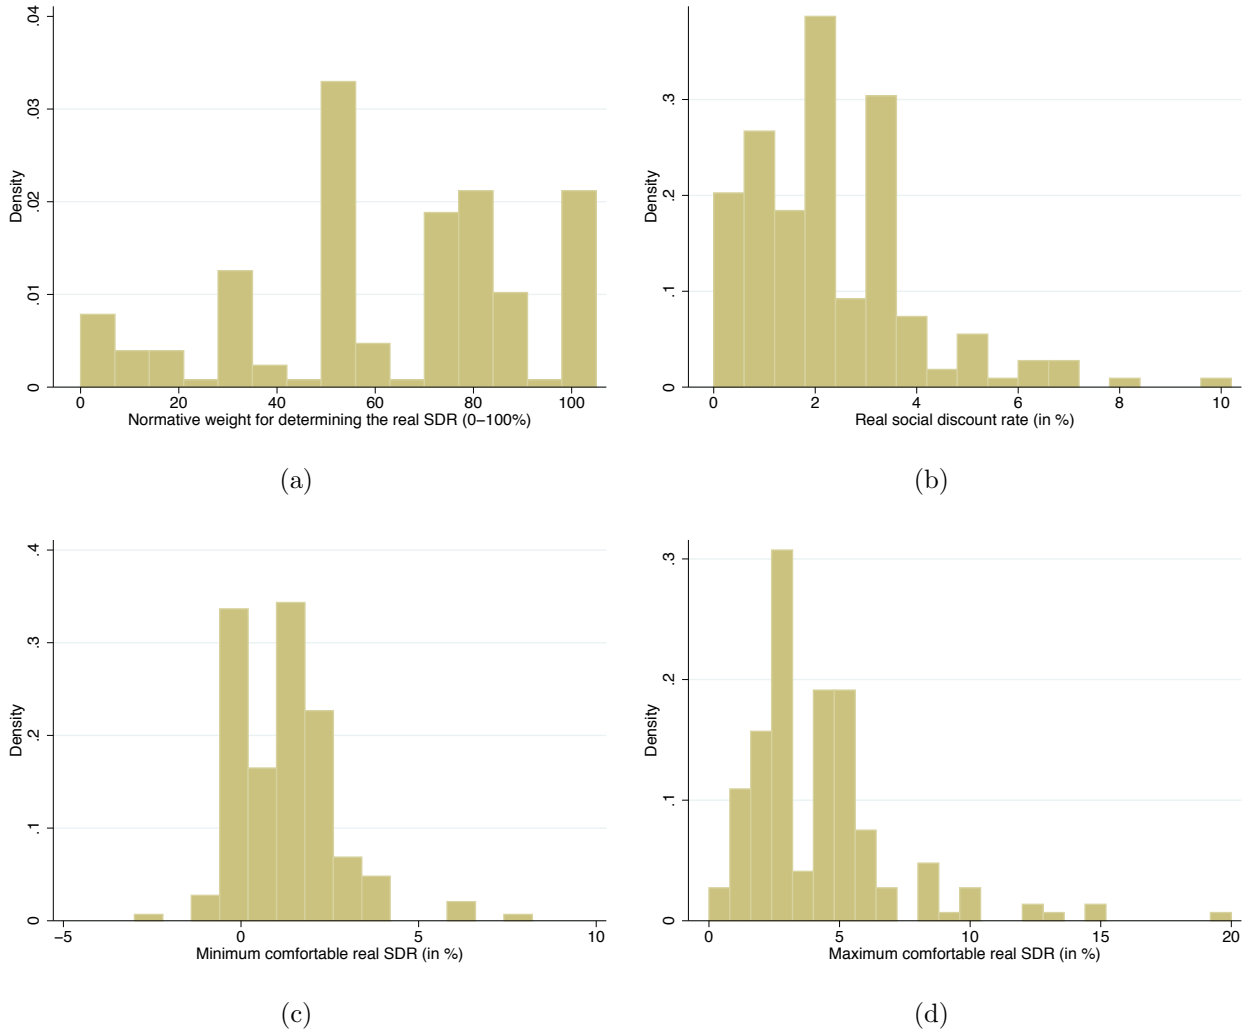 .04
.03
.02
.01
0
Density
0 20 40 60 80 100
Normative weight for determining the real SDR (0–100%)
(a)
.3
.2
.1
0
Density
0 2 4 6 8 10
Real social discount rate (in %)
(b)
.4
.3
.2
.1
0
Density
−5 0 5 10
Minimum comfortable real SDR (in %)
(c)
.3
.2
.1
0
Density
0 5 10 15 20
Maximum comfortable real SDR (in %)
(d)